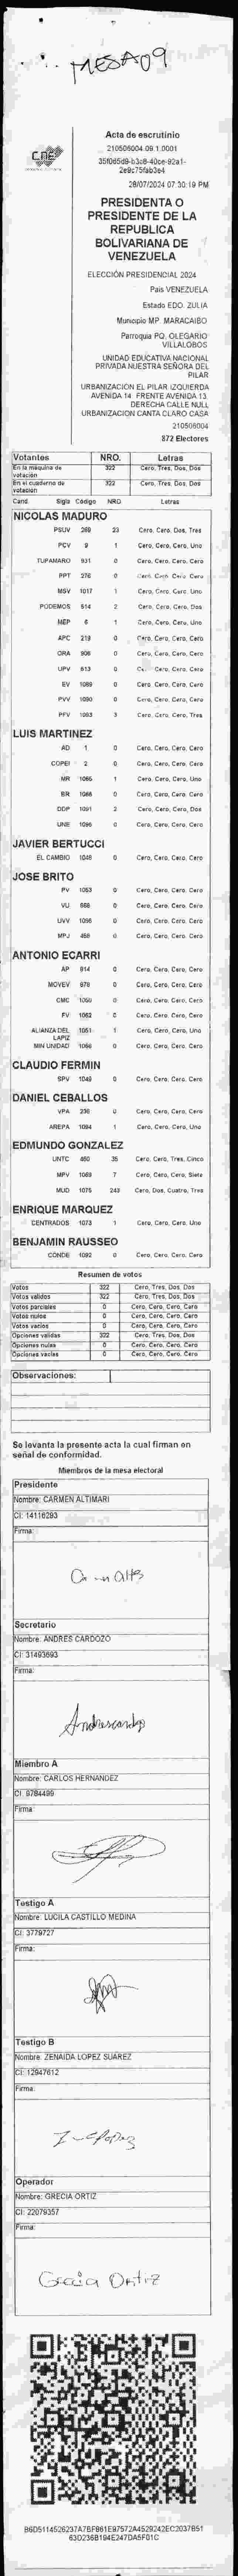 MESA09
CNE
Acta de escrutinio
210506004.09.1.0001
28/07/2024 07:30:19 PM
PRESIDENTA O
PRESIDENTE DE LA
REPUBLICA
BOLIVARIANA DE
VENEZUELA
ELECCIÓN PRESIDENCIAL 2024
País VENEZUELA
Estado EDO. ZULIA
Municipio MP. MARACAIBO
Parroquia PQ. OLEGARIO
VILLALOBOS
UNIDAD EDUCATIVA NACIONAL
PRIVADA NUESTRA SEÑORA DEL
PILAR
URBANIZACIÓN EL PILAR IZQUIERDA
AVENIDA 14. FRENTE AVENIDA 13.
DERECHA CALLE NULL
URBANIZACION CANTA CLARO CASA
210506004
872 Electores
Votantes NRO. Letras
En la máquina de votación 322 Cero, Tres, Dos, Dos
En el cuaderno de votación 322 Cero, Tres, Dos, Dos
Cand. Sigla Código NRO Letras
NICOLAS MADURO
PSUV 269 23 Cero, Cero, Dos, Tres
PCV 9 1 Cero, Cero, Cero, Uno
TUPAMARO 931 0 Cero, Cero, Cero, Cero
PPT 276 0 Cero, Cero, Cero, Cero
MSV 1017 1 Cero, Cero, Cero, Uno
PODEMOS 514 2 Cero, Cero, Cero, Dos
MEP 6 1 Cero, Cero, Cero, Uno
APC 219 0 Cero, Cero, Cero, Cero
ORA 906 0 Cero, Cero, Cero, Cero
UPV 613 0 Cero, Cero, Cero, Cero
EV 1089 0 Cero, Cero, Cero, Cero
PVV 1090 0 Cero, Cero, Cero, Cero
PFV 1093 3 Cero, Cero, Cero, Tres
LUIS MARTINEZ
AD 1 0 Cero, Cero, Cero, Cero
COPEI 2 0 Cero, Cero, Cero, Cero
MR 1065 1 Cero, Cero, Cero, Uno
BR 1068 0 Cero, Cero, Cero, Cero
DDP 1091 2 Cero, Cero, Cero, Dos
UNE 1096 0 Cero, Cero, Cero, Cero
JAVIER BERTUCCI
EL CAMBIO 1048 0 Cero, Cero, Cero, Cero
JOSE BRITO
PV 1053 0 Cero, Cero, Cero, Cero
VU 668 0 Cero, Cero, Cero, Cero
UVV 1098 0 Cero, Cero, Cero, Cero
MPJ 458 0 Cero, Cero, Cero, Cero
ANTONIO ECARRI
AP 914 0 Cero, Cero, Cero, Cero
MOVEV 978 0 Cero, Cero, Cero, Cero
CMC 1050 0 Cero, Cero, Cero, Cero
FV 1062 0 Cero, Cero, Cero, Cero
ALIANZA DEL LAPIZ 1051 1 Cero, Cero, Cero, Uno
MIN UNIDAD 1066 0 Cero, Cero, Cero, Cero
CLAUDIO FERMIN
SPV 1049 0 Cero, Cero, Cero, Cero
DANIEL CEBALLOS
VPA 230 0 Cero, Cero, Cero, Cero
AREPA 1094 1 Cero, Cero, Cero, Uno
EDMUNDO GONZALEZ
UNTC 460 35 Cero, Cero, Tres, Cinco
MPV 1069 7 Cero, Cero, Cero, Siete
MUD 1075 243 Cero, Dos, Cuatro, Tres
ENRIQUE MARQUEZ
CENTRADOS 1073 1 Cero, Cero, Cero, Uno
BENJAMIN RAUSSEO
CONDE 1092 0 Cero, Cero, Cero, Cero
Resumen de votos
Votos 322 Cero, Tres, Dos, Dos
Votos validos 322 Cero, Tres, Dos, Dos
Votos parciales 0 Cero, Cero, Cero, Cero
Votos nulos 0 Cero, Cero, Cero, Cero
Votos vacios 0 Cero, Cero, Cero, Cero
Opciones validas 322 Cero, Tres, Dos, Dos
Opciones nulas 0 Cero, Cero, Cero, Cero
Opciones vacias 0 Cero, Cero, Cero, Cero
Observaciones:
Se levanta la presente acta la cual firman en
señal de conformidad.
Miembros de la mesa electoral
Presidente
Nombre: CARMEN ALTIMARI
CI: 14116293
Firma:
Secretario
Nombre: ANDRES CARDOZO
CI: 31493693
Firma:
Andrescardozo
Miembro A
Nombre: CARLOS HERNANDEZ
CI: 9784499
Firma:
Testigo A
Nombre: LUCILA CASTILLO MEDINA
CI: 3779727
Firma:
Testigo B
Nombre: ZENAIDA LOPEZ SUAREZ
CI: 12947612
Firma:
Operador
Nombre: GRECIA ORTIZ
CI: 22079357
Firma:
Grecia Ortiz
B6D5114526237A7BFB61E97572A4529242EC2037B51
63D236B194E247DA5F01C